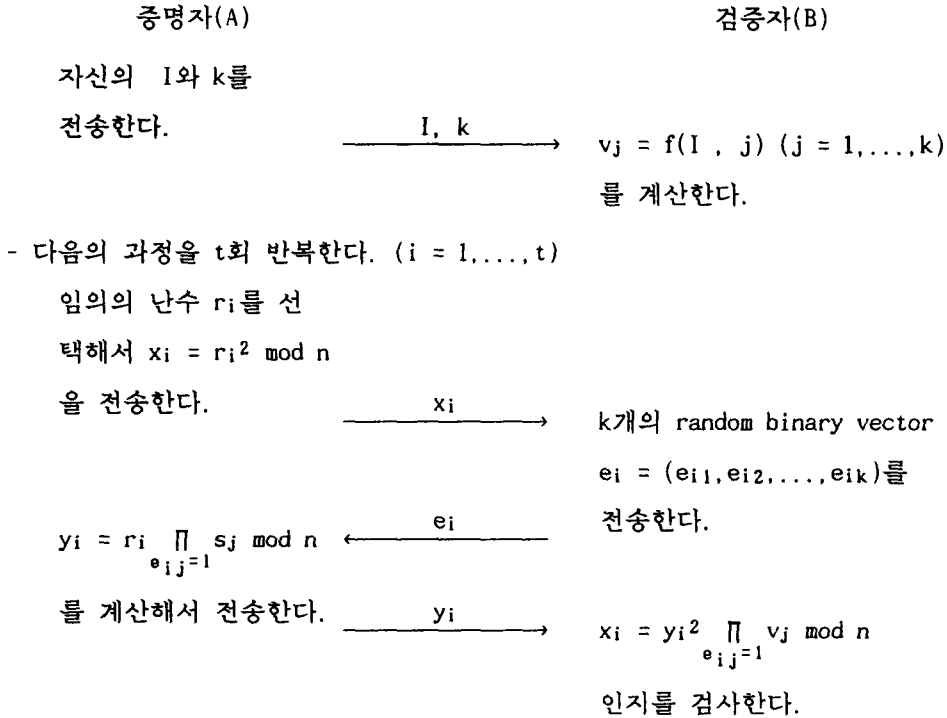 증명자(A) 검증자(B)
자신의 I와 k를
전송한다.
I, k
vj = f(I , j) (j = 1,...,k)
를 계산한다.
- 다음의 과정을 t회 반복한다. (i = 1,...,t)
임의의 난수 ri를 선
택해서 xi = ri² mod n
을 전송한다.
xi
k개의 random binary vector
ei = (ei1,ei2,...,eik)를
전송한다.
ei
yi = ri ∏ sj mod n
eij=1
를 계산해서 전송한다.
yi
xi = yi² ∏ vj mod n
eij=1
인지를 검사한다.